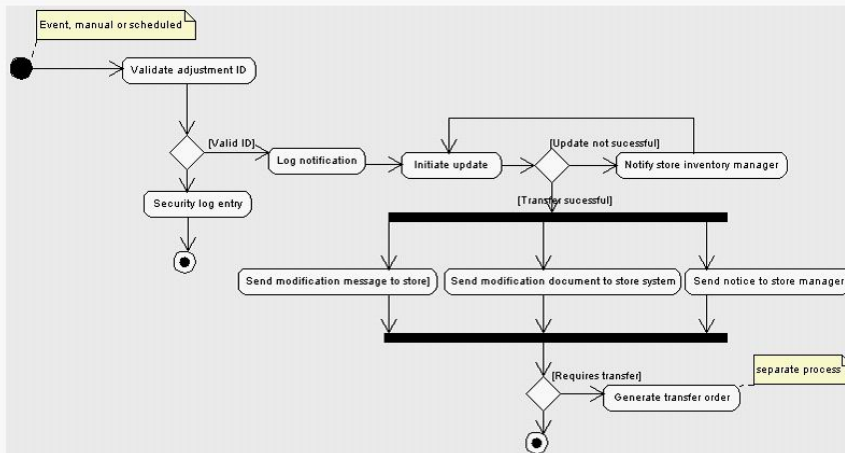 Event, manual or scheduled
Validate adjustment ID
[Valid ID]
[Update not sucessful]
Log notification
Initiate update
Notify store inventory manager
Security log entry
[Transfer sucessful]
Send modification message to store]
Send modification document to store system
Send notice to store manager
[Requires transfer]
separate process
Generate transfer order